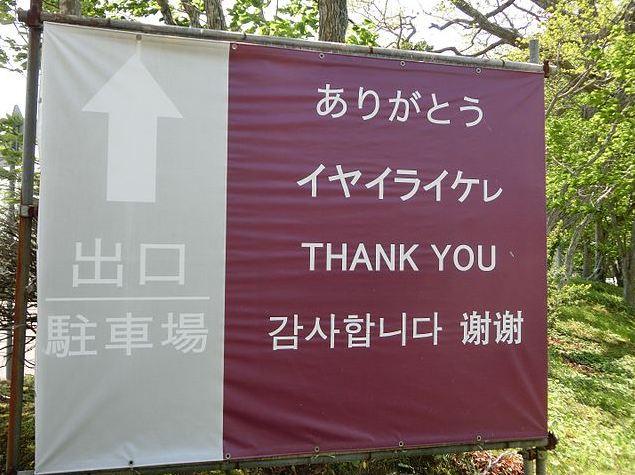 出口
駐車場
ありがとう
イヤイライケㇾ
THANK YOU
감사합니다 谢谢